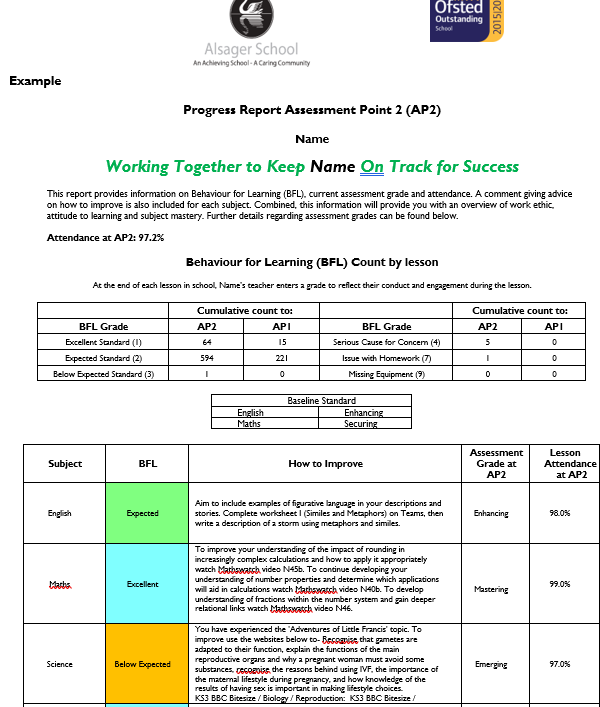 Ofsted
Outstanding
School
2015|20
Alsager School
An Achieving School - A Caring Community
Example
Progress Report Assessment Point 2 (AP2)
Name
Working Together to Keep Name On Track for Success
This report provides information on Behaviour for Learning (BFL), current assessment grade and attendance. A comment giving advice
on how to improve is also included for each subject. Combined, this information will provide you with an overview of work ethic,
attitude to learning and subject mastery. Further details regarding assessment grades can be found below.
Attendance at AP2: 97.2%
Behaviour for Learning (BFL) Count by lesson
At the end of each lesson in school, Name's teacher enters a grade to reflect their conduct and engagement during the lesson.
Cumulative count to: Cumulative count to:
BFL Grade AP2 AP1 BFL Grade AP2 AP1
Excellent Standard (1) 64 15 Serious Cause for Concern (4) 5 0
Expected Standard (2) 594 221 Issue with Homework (7) 1 0
Below Expected Standard (3) 1 0 Missing Equipment (9) 0 0
Baseline Standard
English Enhancing
Maths Securing
Subject BFL How to Improve Assessment Grade at AP2 Lesson Attendance at AP2
English Expected
Aim to include examples of figurative language in your descriptions and
stories. Complete worksheet I (Similes and Metaphors) on Teams, then
write a description of a storm using metaphors and similes.
Enhancing 98.0%
Maths Excellent
To improve your understanding of the impact of rounding in
increasingly complex calculations and how to apply it appropriately
watch Mathswatch video N45b. To continue developing your
understanding of number properties and determine which applications
will aid in calculations watch Mathswatch video N40b. To develop
understanding of fractions within the number system and gain deeper
relational links watch Mathswatch video N46.
Mastering 99.0%
Science Below Expected
You have experienced the 'Adventures of Little Francis' topic. To
improve use the websites below to- Recognise that gametes are
adapted to their function, explain the functions of the main
reproductive organs and why a pregnant woman must avoid some
substances, recognise the reasons behind using IVF, the importance of
the maternal lifestyle during pregnancy, and how knowledge of the
results of having sex is important in making lifestyle choices.
KS3 BBC Bitesize / Biology / Reproduction: KS3 BBC Bitesize /
Emerging 97.0%